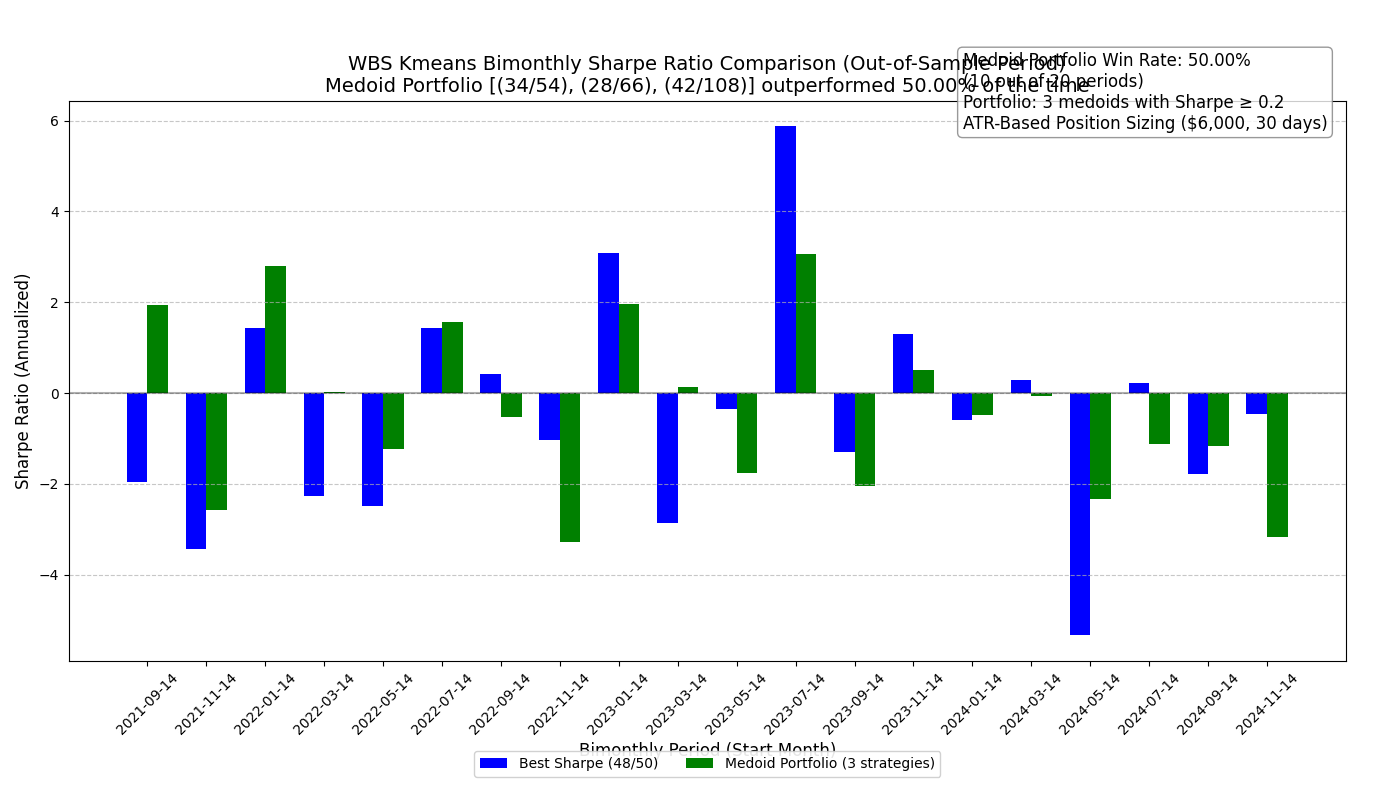 WBS Kmeans Bimonthly Sharpe Ratio Comparison (Out-of-Sample Period)
Medoid Portfolio [(34/54), (28/66), (42/108)] outperformed 50.00% of the time
Medoid Portfolio Win Rate: 50.00%
(10 out of 20 periods)
Portfolio: 3 medoids with Sharpe ≥ 0.2
ATR-Based Position Sizing ($6,000, 30 days)
Sharpe Ratio (Annualized)
6
4
2
0
−2
−4
2021-09-14
2021-11-14
2022-01-14
2022-03-14
2022-05-14
2022-07-14
2022-09-14
2022-11-14
2023-01-14
2023-03-14
2023-05-14
2023-07-14
2023-09-14
2023-11-14
2024-01-14
2024-03-14
2024-05-14
2024-07-14
2024-09-14
2024-11-14
Bimonthly Period (Start Month)
Best Sharpe (48/50)
Medoid Portfolio (3 strategies)